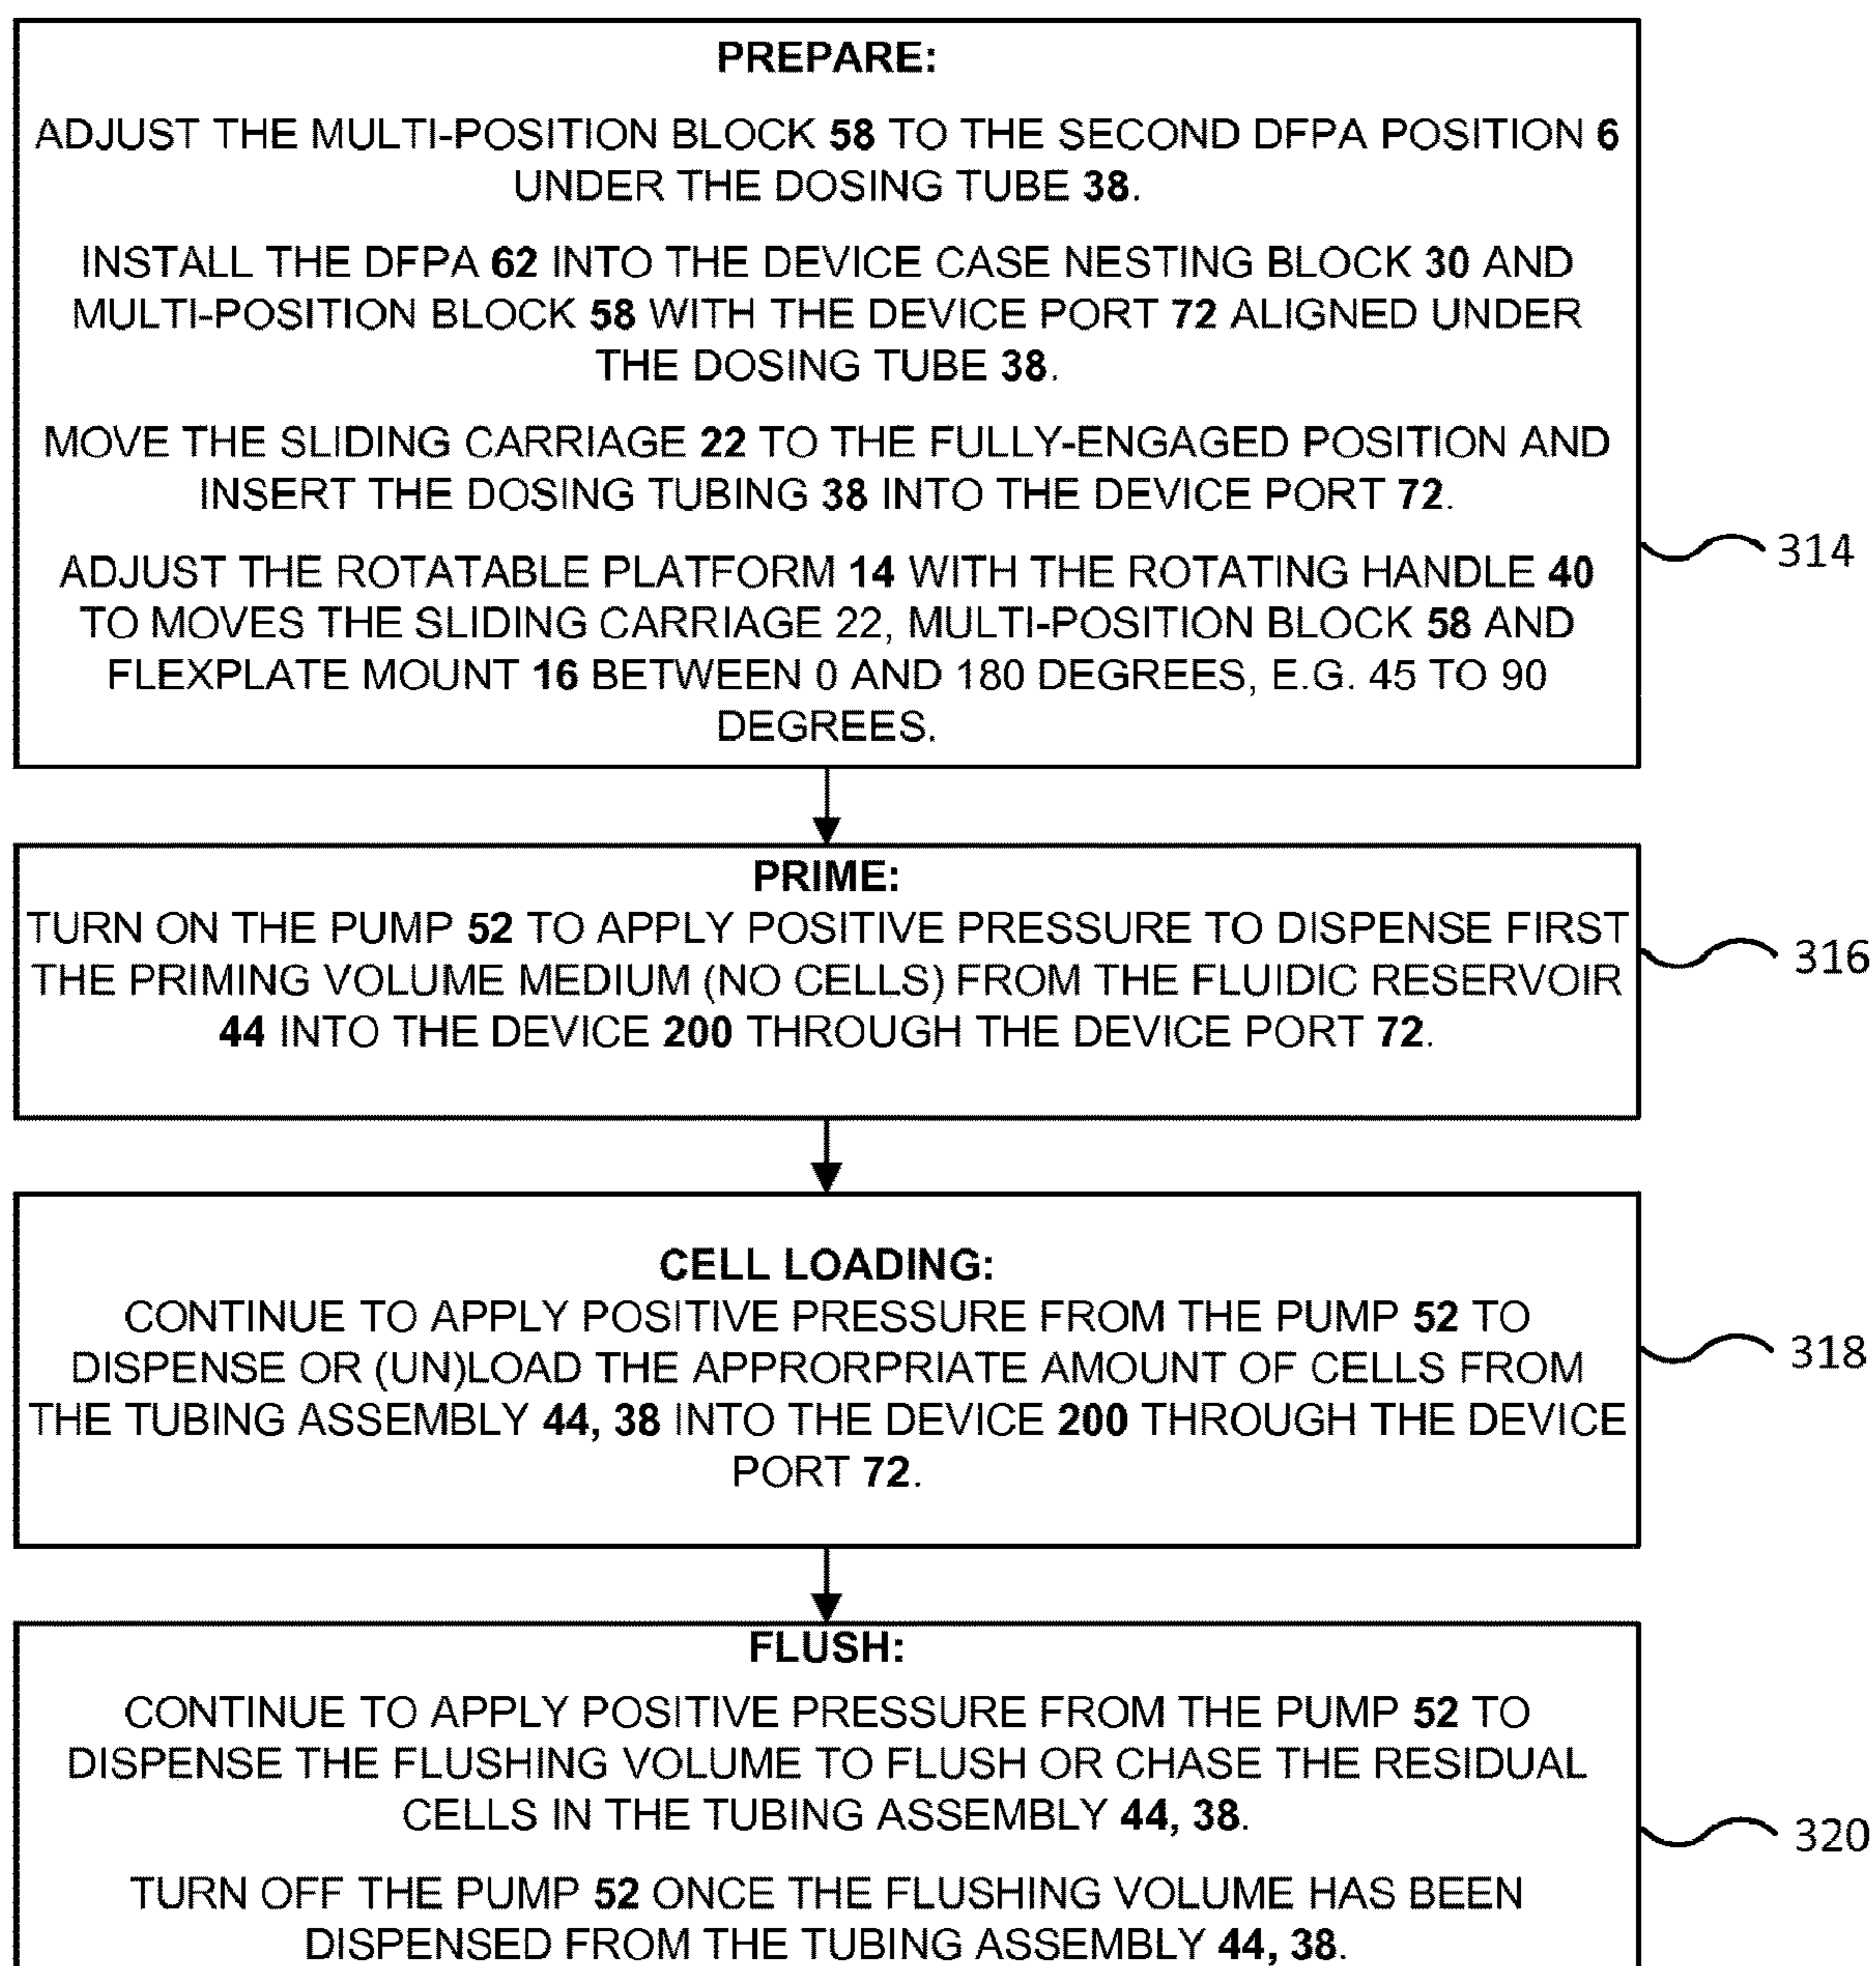 PREPARE:
ADJUST THE MULTI-POSITION BLOCK 58 TO THE SECOND DFPA POSITION 6
UNDER THE DOSING TUBE 38.
INSTALL THE DFPA 62 INTO THE DEVICE CASE NESTING BLOCK 30 AND
MULTI-POSITION BLOCK 58 WITH THE DEVICE PORT 72 ALIGNED UNDER
THE DOSING TUBE 38.
MOVE THE SLIDING CARRIAGE 22 TO THE FULLY-ENGAGED POSITION AND
INSERT THE DOSING TUBING 38 INTO THE DEVICE PORT 72.
ADJUST THE ROTATABLE PLATFORM 14 WITH THE ROTATING HANDLE 40
TO MOVES THE SLIDING CARRIAGE 22, MULTI-POSITION BLOCK 58 AND
FLEXPLATE MOUNT 16 BETWEEN 0 AND 180 DEGREES, E.G. 45 TO 90
DEGREES.
314
PRIME:
TURN ON THE PUMP 52 TO APPLY POSITIVE PRESSURE TO DISPENSE FIRST
THE PRIMING VOLUME MEDIUM (NO CELLS) FROM THE FLUIDIC RESERVOIR
44 INTO THE DEVICE 200 THROUGH THE DEVICE PORT 72.
316
CELL LOADING:
CONTINUE TO APPLY POSITIVE PRESSURE FROM THE PUMP 52 TO
DISPENSE OR (UN)LOAD THE APPRORPRIATE AMOUNT OF CELLS FROM
THE TUBING ASSEMBLY 44, 38 INTO THE DEVICE 200 THROUGH THE DEVICE
PORT 72.
318
FLUSH:
CONTINUE TO APPLY POSITIVE PRESSURE FROM THE PUMP 52 TO
DISPENSE THE FLUSHING VOLUME TO FLUSH OR CHASE THE RESIDUAL
CELLS IN THE TUBING ASSEMBLY 44, 38.
TURN OFF THE PUMP 52 ONCE THE FLUSHING VOLUME HAS BEEN
DISPENSED FROM THE TUBING ASSEMBLY 44, 38.
320